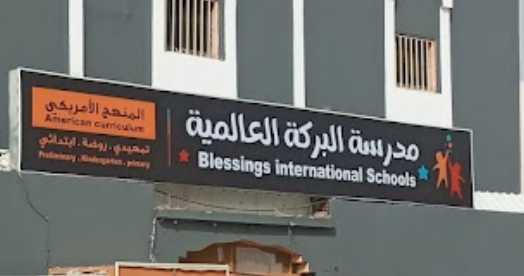 مدرسة البركة العالمية
Blessings international Schools
المنهج الأمريكي
American curriculum
تمهيدي . روضة . ابتدائي
Preliminary . Kindergarten . primary